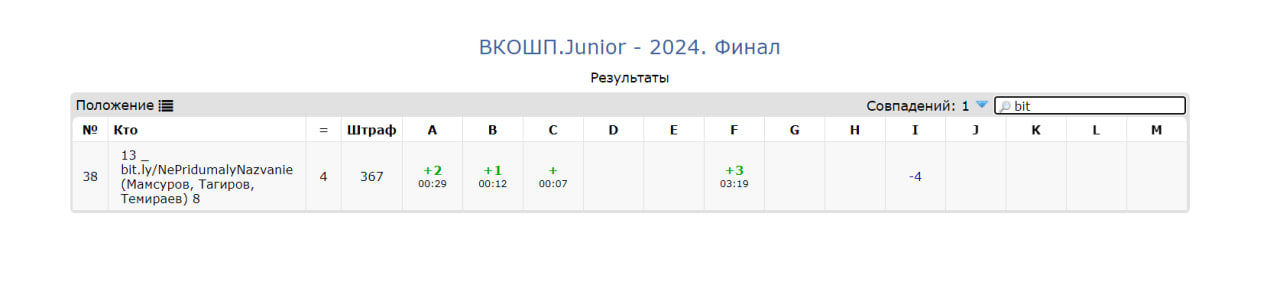 ВКОШП.Junior - 2024. Финал
Результаты
Положение Совпадений: 1 bit
№ Кто = Штраф A B C D E F G H I J K L M
38 13 _ bit.ly/NePridumalyNazvanie (Мамсуров, Тагиров, Темираев) 8 4 367 +2 00:29 +1 00:12 + 00:07 +3 03:19 -4